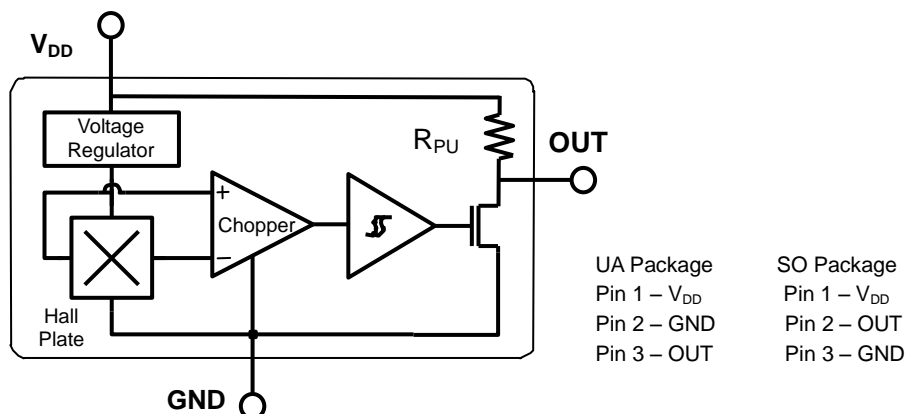 VDD
Voltage
Regulator
RPU
OUT
+
Chopper
−
Hall
Plate
GND
UA Package
Pin 1 – VDD
Pin 2 – GND
Pin 3 – OUT
SO Package
Pin 1 – VDD
Pin 2 – OUT
Pin 3 – GND